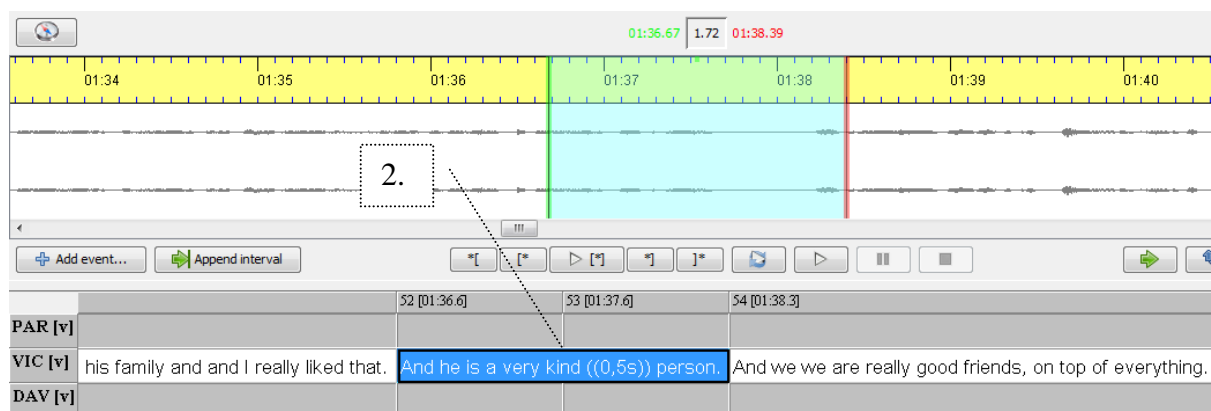 01:36.67 1.72 01:38.39
01:34 01:35 01:36 01:37 01:38 01:39 01:40
2.
Add event... Append interval *[ [* [*] *] ]*
52 [01:36.6] 53 [01:37.6] 54 [01:38.3]
PAR [v]
VIC [v] his family and and I really liked that. And he is a very kind ((0,5s)) person. And we we are really good friends, on top of everything.
DAV [v]